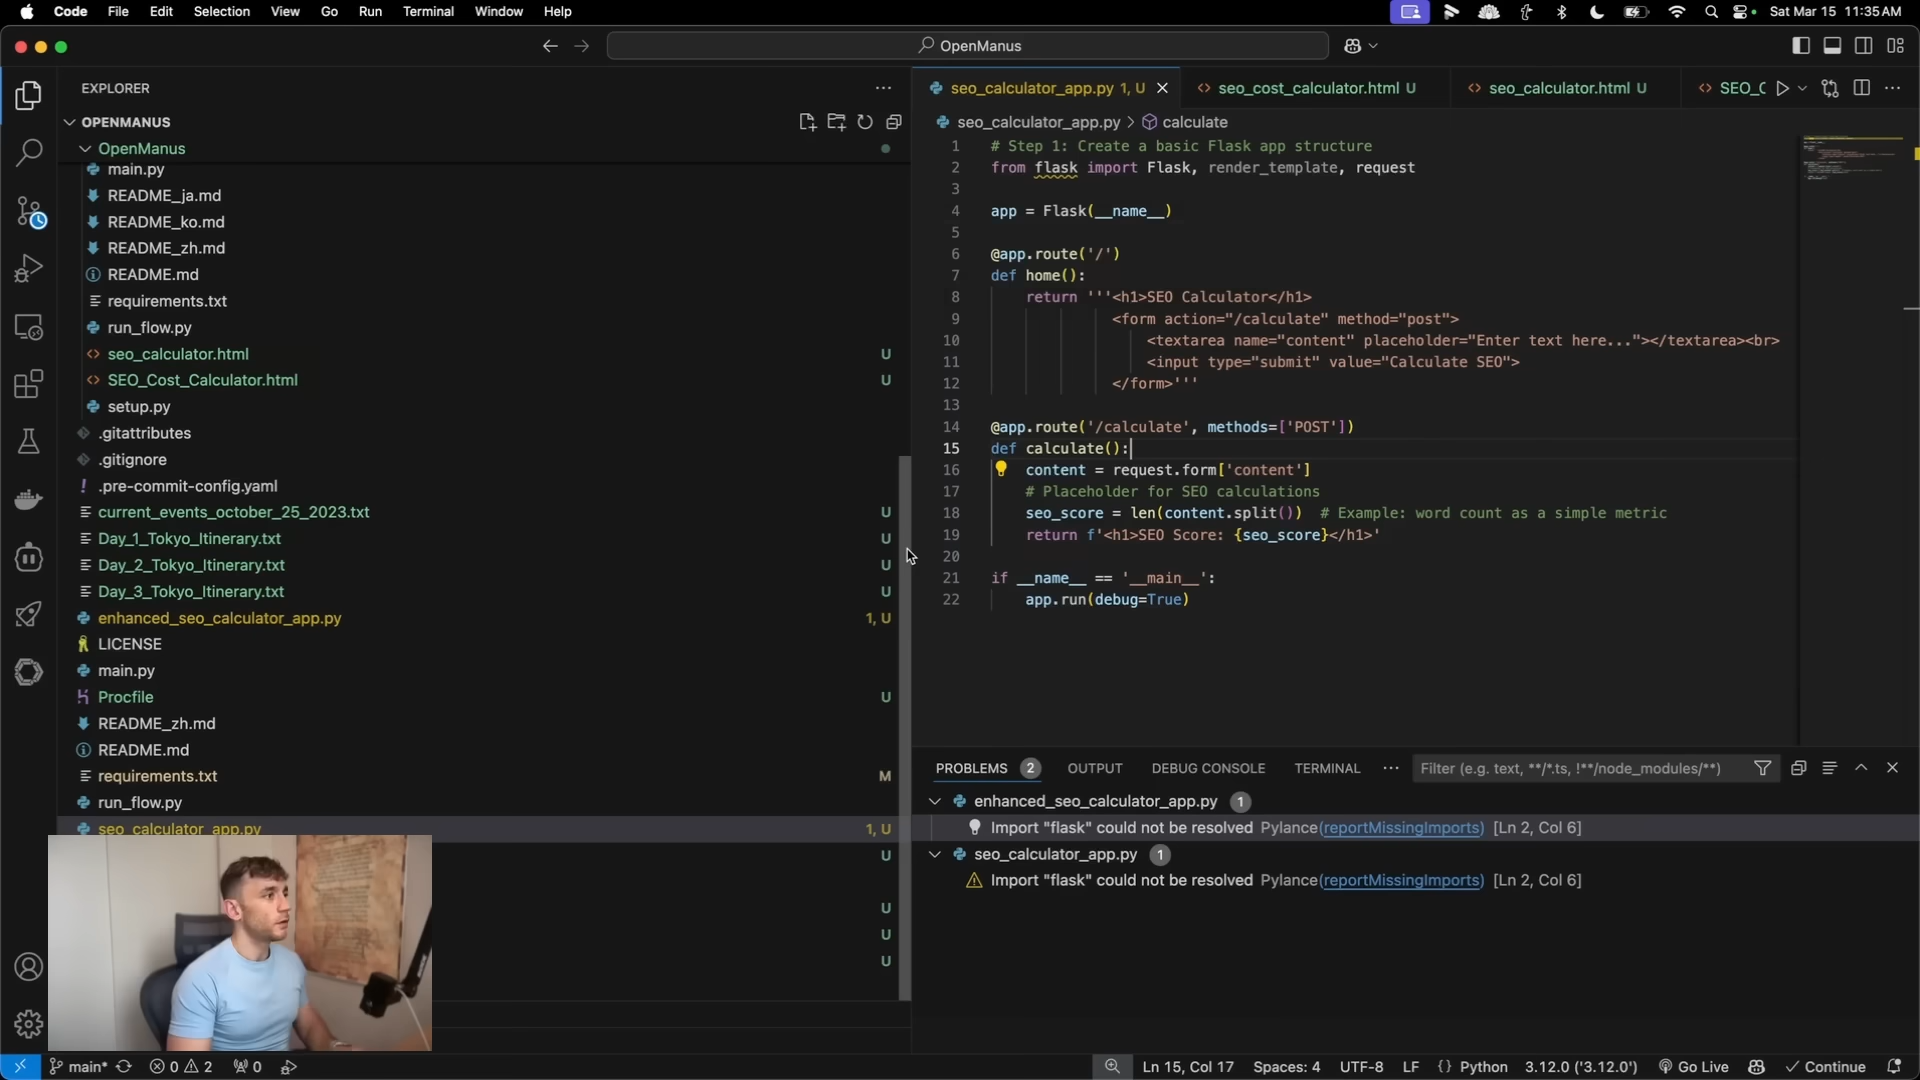 Code File Edit Selection View Go Run Terminal Window Help
Sat Mar 15 11:35 AM
OpenManus
EXPLORER
OPENMANUS
OpenManus
main.py
README_ja.md
README_ko.md
README_zh.md
README.md
requirements.txt
run_flow.py
seo_calculator.html U
SEO_Cost_Calculator.html U
setup.py
.gitattributes
.gitignore
.pre-commit-config.yaml
current_events_october_25_2023.txt U
Day_1_Tokyo_Itinerary.txt U
Day_2_Tokyo_Itinerary.txt U
Day_3_Tokyo_Itinerary.txt U
enhanced_seo_calculator_app.py 1, U
LICENSE
main.py
Procfile U
README_zh.md
README.md
requirements.txt M
run_flow.py
seo_calculator_app.py 1, U
U
U
U
U
seo_calculator_app.py 1, U
seo_cost_calculator.html U
seo_calculator.html U
SEO_C
seo_calculator_app.py > calculate
1 # Step 1: Create a basic Flask app structure
2 from flask import Flask, render_template, request
3
4 app = Flask(__name__)
5
6 @app.route('/')
7 def home():
8 return '''<h1>SEO Calculator</h1>
9 <form action="/calculate" method="post">
10 <textarea name="content" placeholder="Enter text here..."></textarea><br>
11 <input type="submit" value="Calculate SEO">
12 </form>'''
13
14 @app.route('/calculate', methods=['POST'])
15 def calculate():
16 content = request.form['content']
17 # Placeholder for SEO calculations
18 seo_score = len(content.split()) # Example: word count as a simple metric
19 return f'<h1>SEO Score: {seo_score}</h1>'
20
21 if __name__ == '__main__':
22 app.run(debug=True)
PROBLEMS 2 OUTPUT DEBUG CONSOLE TERMINAL ··· Filter (e.g. text, **/*.ts, !**/node_modules/**)
enhanced_seo_calculator_app.py 1
Import "flask" could not be resolved Pylance(reportMissingImports) [Ln 2, Col 6]
seo_calculator_app.py 1
Import "flask" could not be resolved Pylance(reportMissingImports) [Ln 2, Col 6]
main* 0 2 0
Ln 15, Col 17 Spaces: 4 UTF-8 LF {} Python 3.12.0 ('3.12.0') Go Live Continue